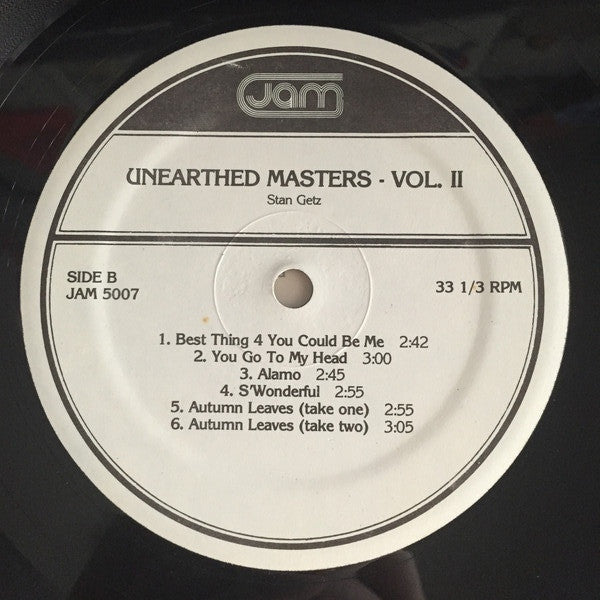 Jam
UNEARTHED MASTERS - VOL. II
Stan Getz
SIDE B
JAM 5007
33 1/3 RPM
1. Best Thing 4 You Could Be Me 2:42
2. You Go To My Head 3:00
3. Alamo 2:45
4. S'Wonderful 2:55
5. Autumn Leaves (take one) 2:55
6. Autumn Leaves (take two) 3:05